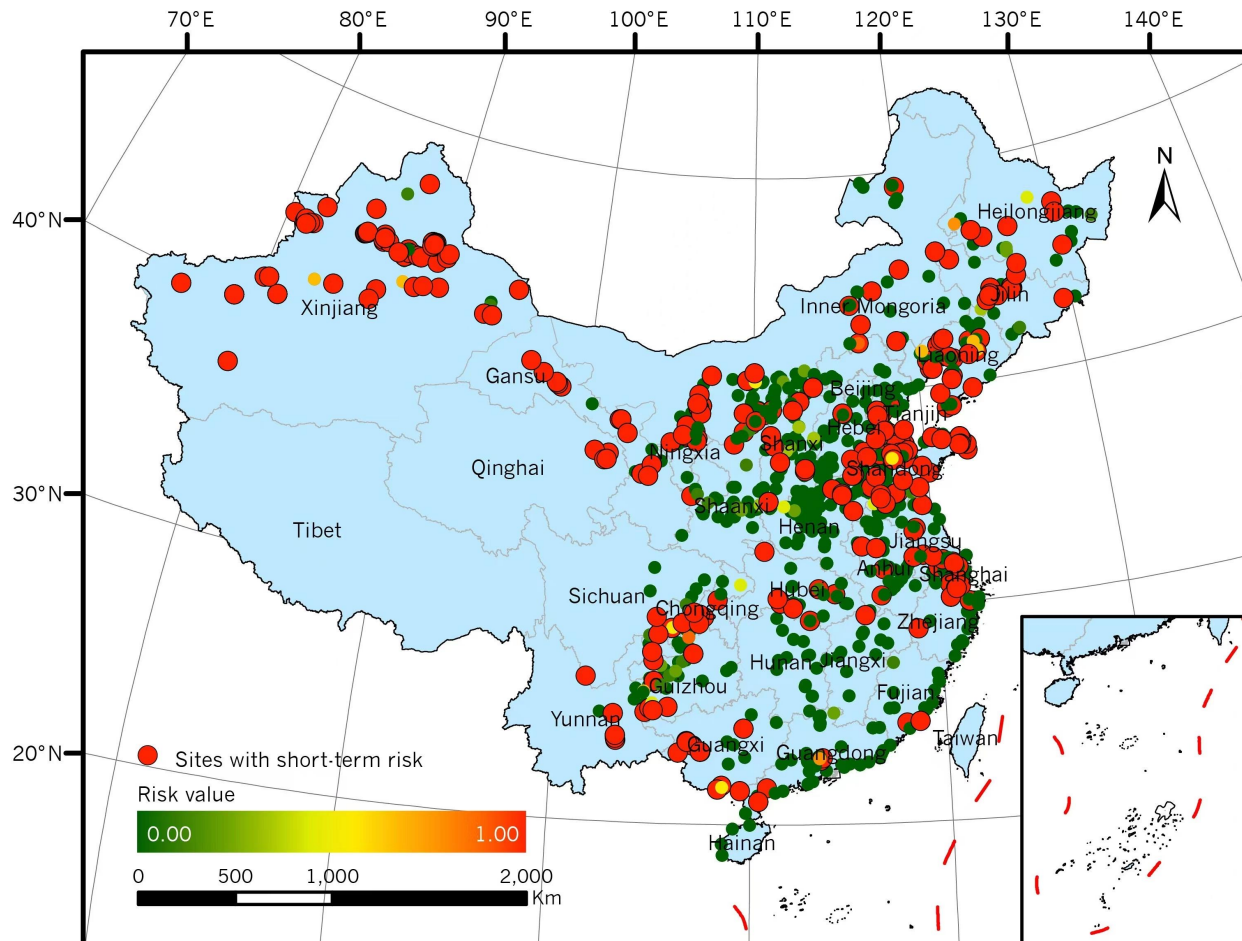 70°E 80°E 90°E 100°E 110°E 120°E 130°E 140°E
N
40°N
Heilongjiang
Jilin
Inner Mongoria
Xinjiang
Liaoning
Gansu
Beijing
Tianjin
Hebei
Shanxi
Ningxia
Qinghai
Shandong
30°N
Shaanxi
Henan
Tibet
Jiangsu
Anhui
Shanghai
Sichuan
Hubei
Chongqing
Zhejiang
Hunan
Jiangxi
Guizhou
Fujian
Yunnan
Taiwan
Guangxi
Guangdong
20°N
Sites with short-term risk
Risk value
0.00 1.00
Hainan
0 500 1,000 2,000
Km